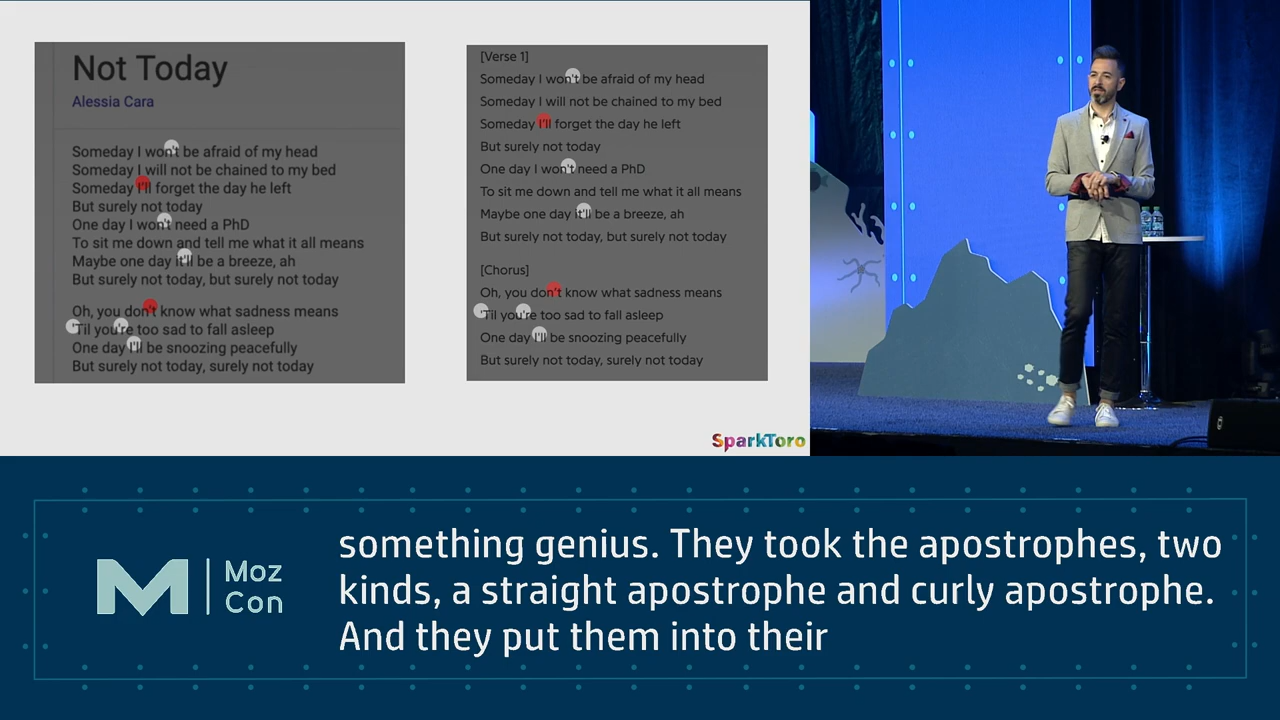 Not Today
Alessia Cara
Someday I won't be afraid of my head
Someday I will not be chained to my bed
Someday I'll forget the day he left
But surely not today
One day I won't need a PhD
To sit me down and tell me what it all means
Maybe one day it'll be a breeze, ah
But surely not today, but surely not today
Oh, you don't know what sadness means
'Til you're too sad to fall asleep
One day I'll be snoozing peacefully
But surely not today, surely not today
[Verse 1]
Someday I won't be afraid of my head
Someday I will not be chained to my bed
Someday I'll forget the day he left
But surely not today
One day I won't need a PhD
To sit me down and tell me what it all means
Maybe one day it'll be a breeze, ah
But surely not today, but surely not today
[Chorus]
Oh, you don't know what sadness means
'Til you're too sad to fall asleep
One day I'll be snoozing peacefully
But surely not today, surely not today
SparkToro
Moz
Con
something genius. They took the apostrophes, two
kinds, a straight apostrophe and curly apostrophe.
And they put them into their